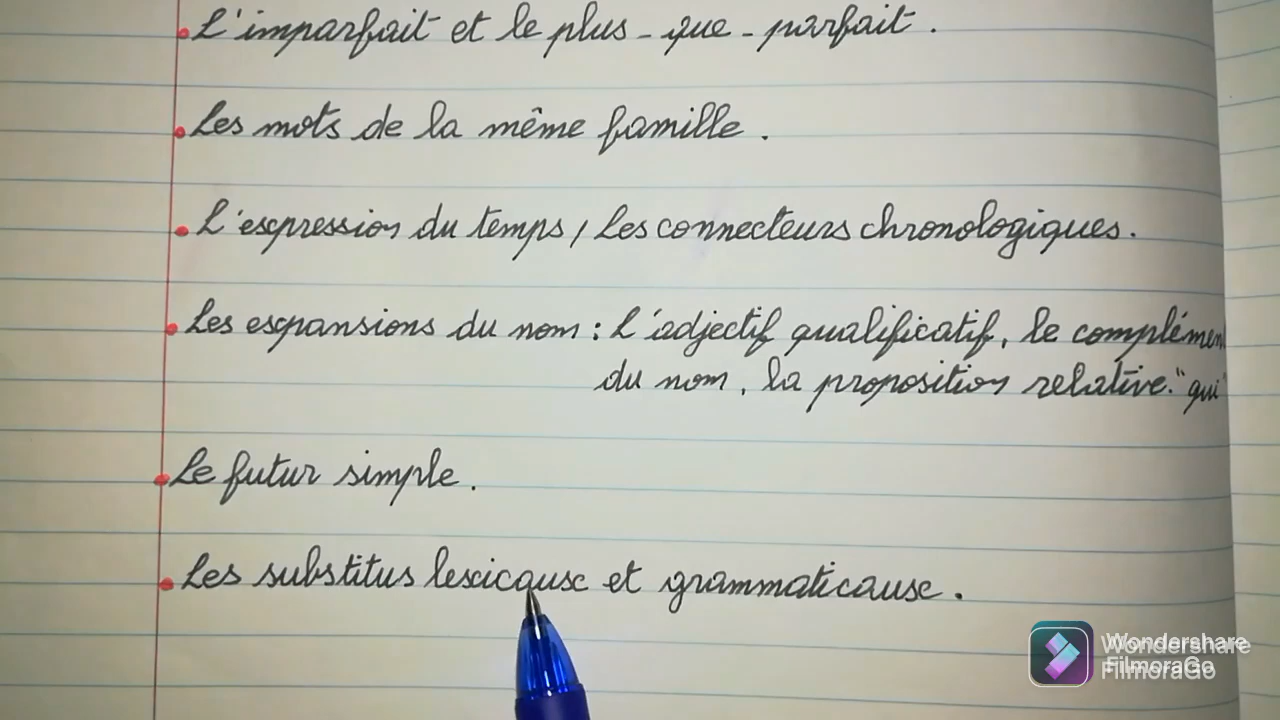 L'imparfait et le plus-que-parfait.
Les mots de la même famille.
L'expression du temps / Les connecteurs chronologiques.
Les expansions du nom : L'adjectif qualificatif, le complémen
du nom, la proposition relative. "qui"
Le futur simple.
Les substitus lexicaux et grammaticaux.
Wondershare
FilmoraGo